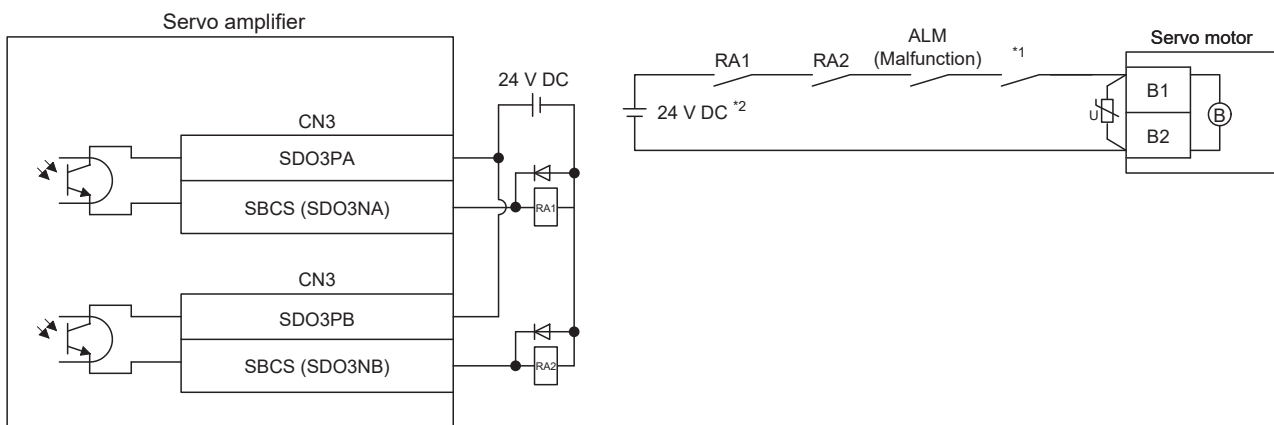 Servo amplifier
24 V DC
CN3
SDO3PA
SBCS (SDO3NA)
RA1
CN3
SDO3PB
SBCS (SDO3NB)
RA2
RA1
RA2
ALM
(Malfunction)
*1
Servo motor
24 V DC *2
U
B1
B2
B